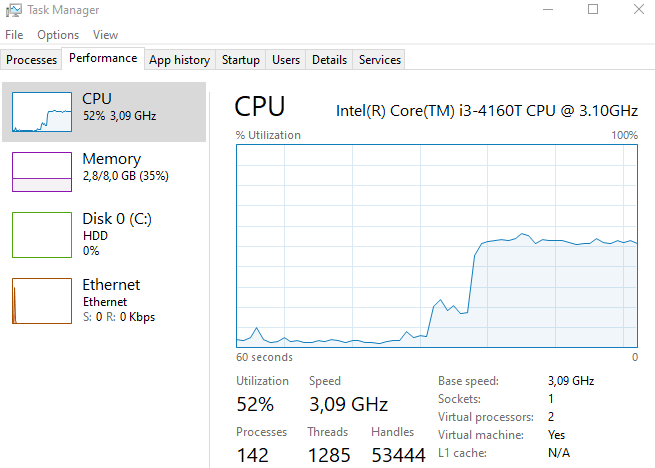 Task Manager
File Options View
Processes Performance App history Startup Users Details Services
CPU
52% 3,09 GHz
Memory
2,8/8,0 GB (35%)
Disk 0 (C:)
HDD
0%
Ethernet
Ethernet
S: 0 R: 0 Kbps
CPU Intel(R) Core(TM) i3-4160T CPU @ 3.10GHz
% Utilization 100%
60 seconds 0
Utilization Speed
52% 3,09 GHz
Processes Threads Handles
142 1285 53444
Base speed: 3,09 GHz
Sockets: 1
Virtual processors: 2
Virtual machine: Yes
L1 cache: N/A